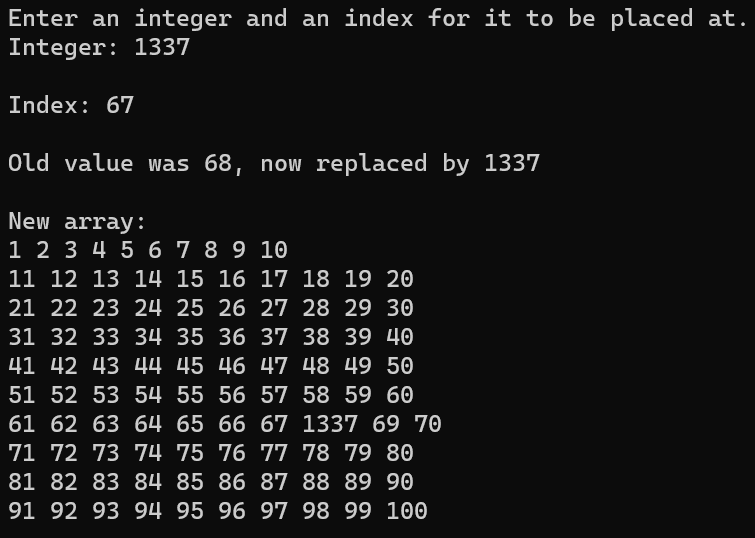 Enter an integer and an index for it to be placed at.
Integer: 1337
Index: 67
Old value was 68, now replaced by 1337
New array:
1 2 3 4 5 6 7 8 9 10
11 12 13 14 15 16 17 18 19 20
21 22 23 24 25 26 27 28 29 30
31 32 33 34 35 36 37 38 39 40
41 42 43 44 45 46 47 48 49 50
51 52 53 54 55 56 57 58 59 60
61 62 63 64 65 66 67 1337 69 70
71 72 73 74 75 76 77 78 79 80
81 82 83 84 85 86 87 88 89 90
91 92 93 94 95 96 97 98 99 100